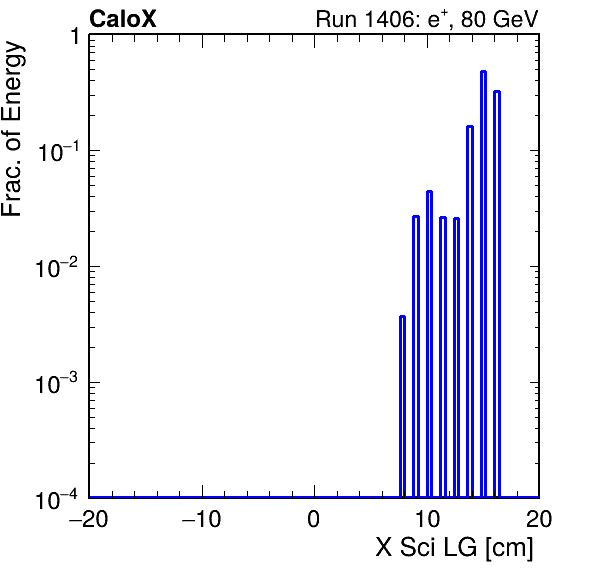 CaloX Run 1406: e⁺, 80 GeV
Frac. of Energy
1
10⁻¹
10⁻²
10⁻³
10⁻⁴
−20 −10 0 10 20
X Sci LG [cm]